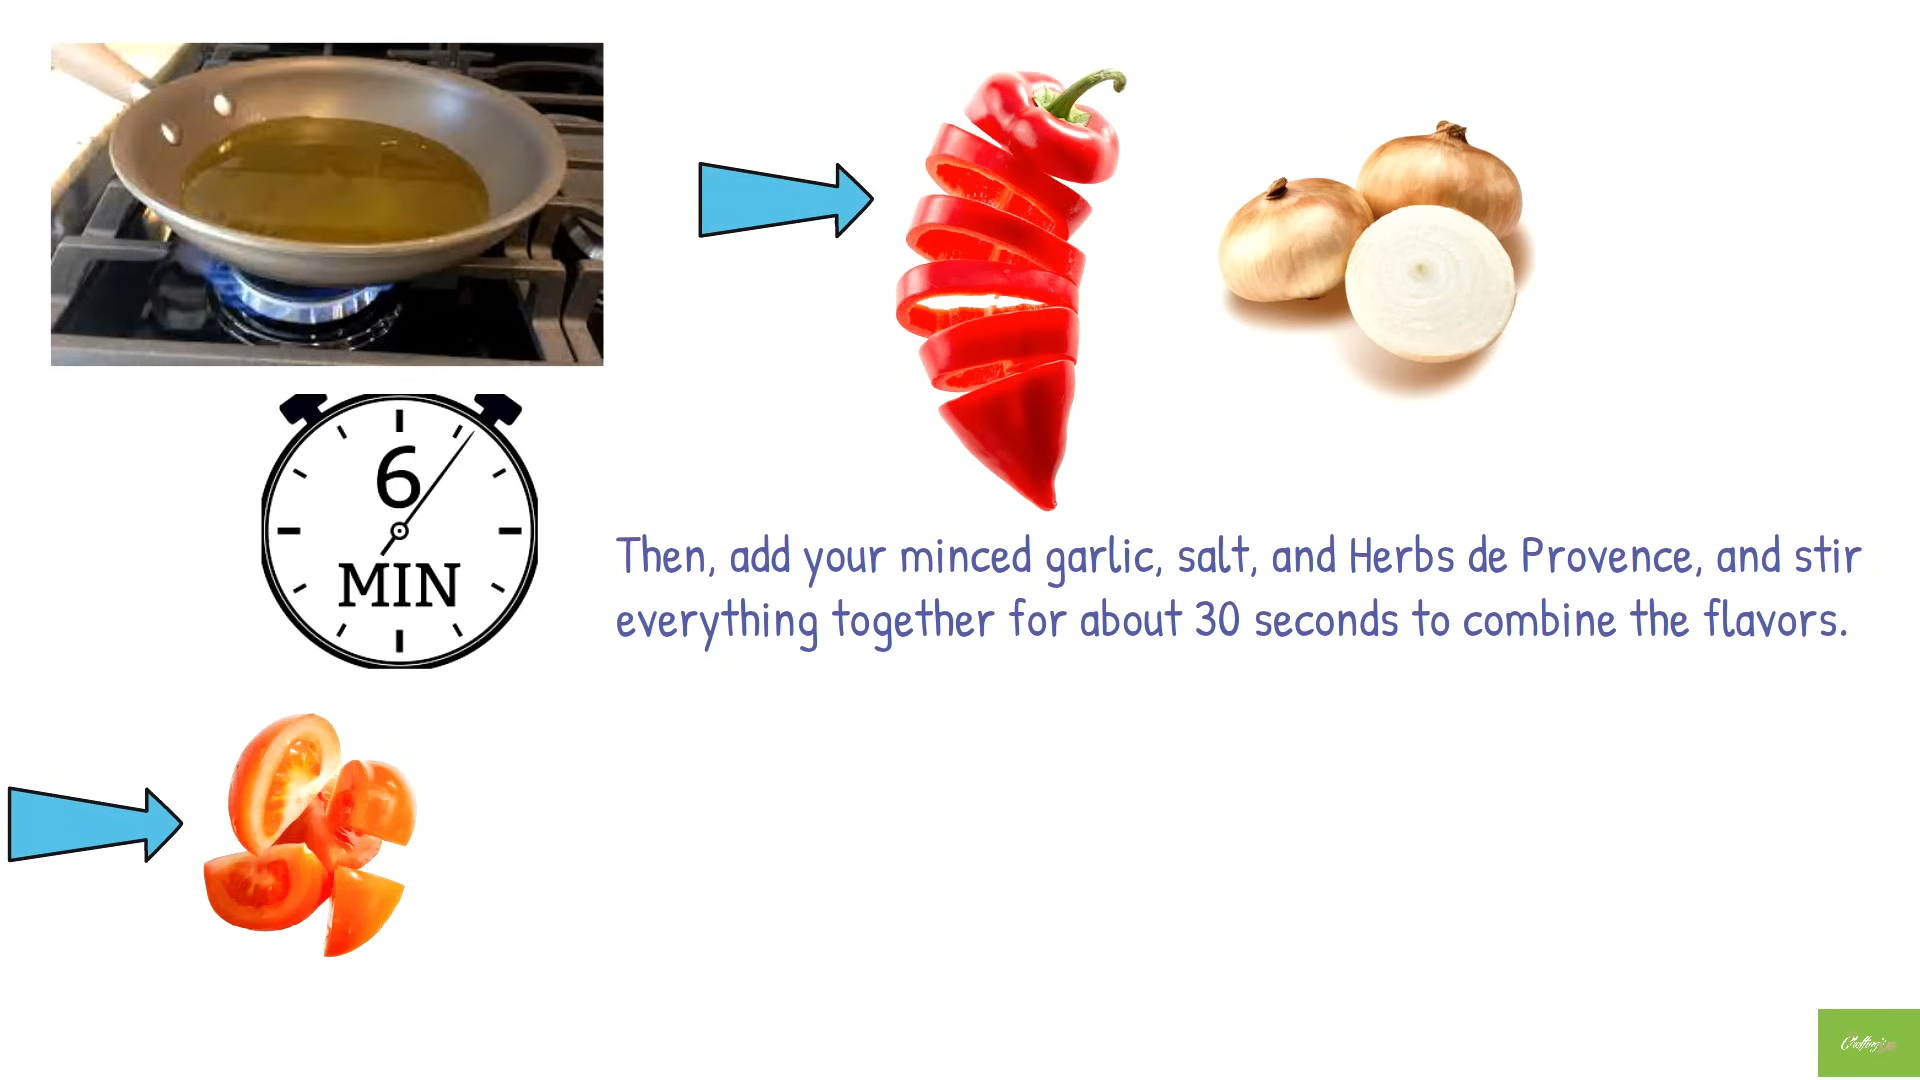 6
MIN
Then, add your minced garlic, salt, and Herbs de Provence, and stir
everything together for about 30 seconds to combine the flavors.